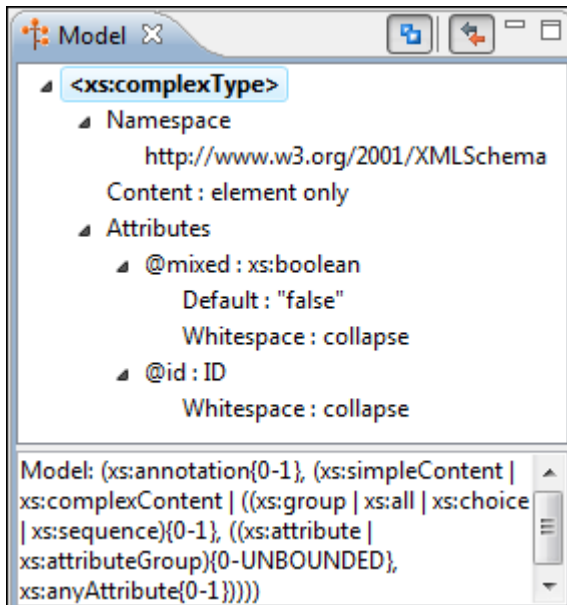 Model
<xs:complexType>
Namespace
http://www.w3.org/2001/XMLSchema
Content : element only
Attributes
@mixed : xs:boolean
Default : "false"
Whitespace : collapse
@id : ID
Whitespace : collapse
Model: (xs:annotation{0-1}, (xs:simpleContent |
xs:complexContent | ((xs:group | xs:all | xs:choice
| xs:sequence){0-1}, ((xs:attribute |
xs:attributeGroup){0-UNBOUNDED},
xs:anyAttribute{0-1}))))